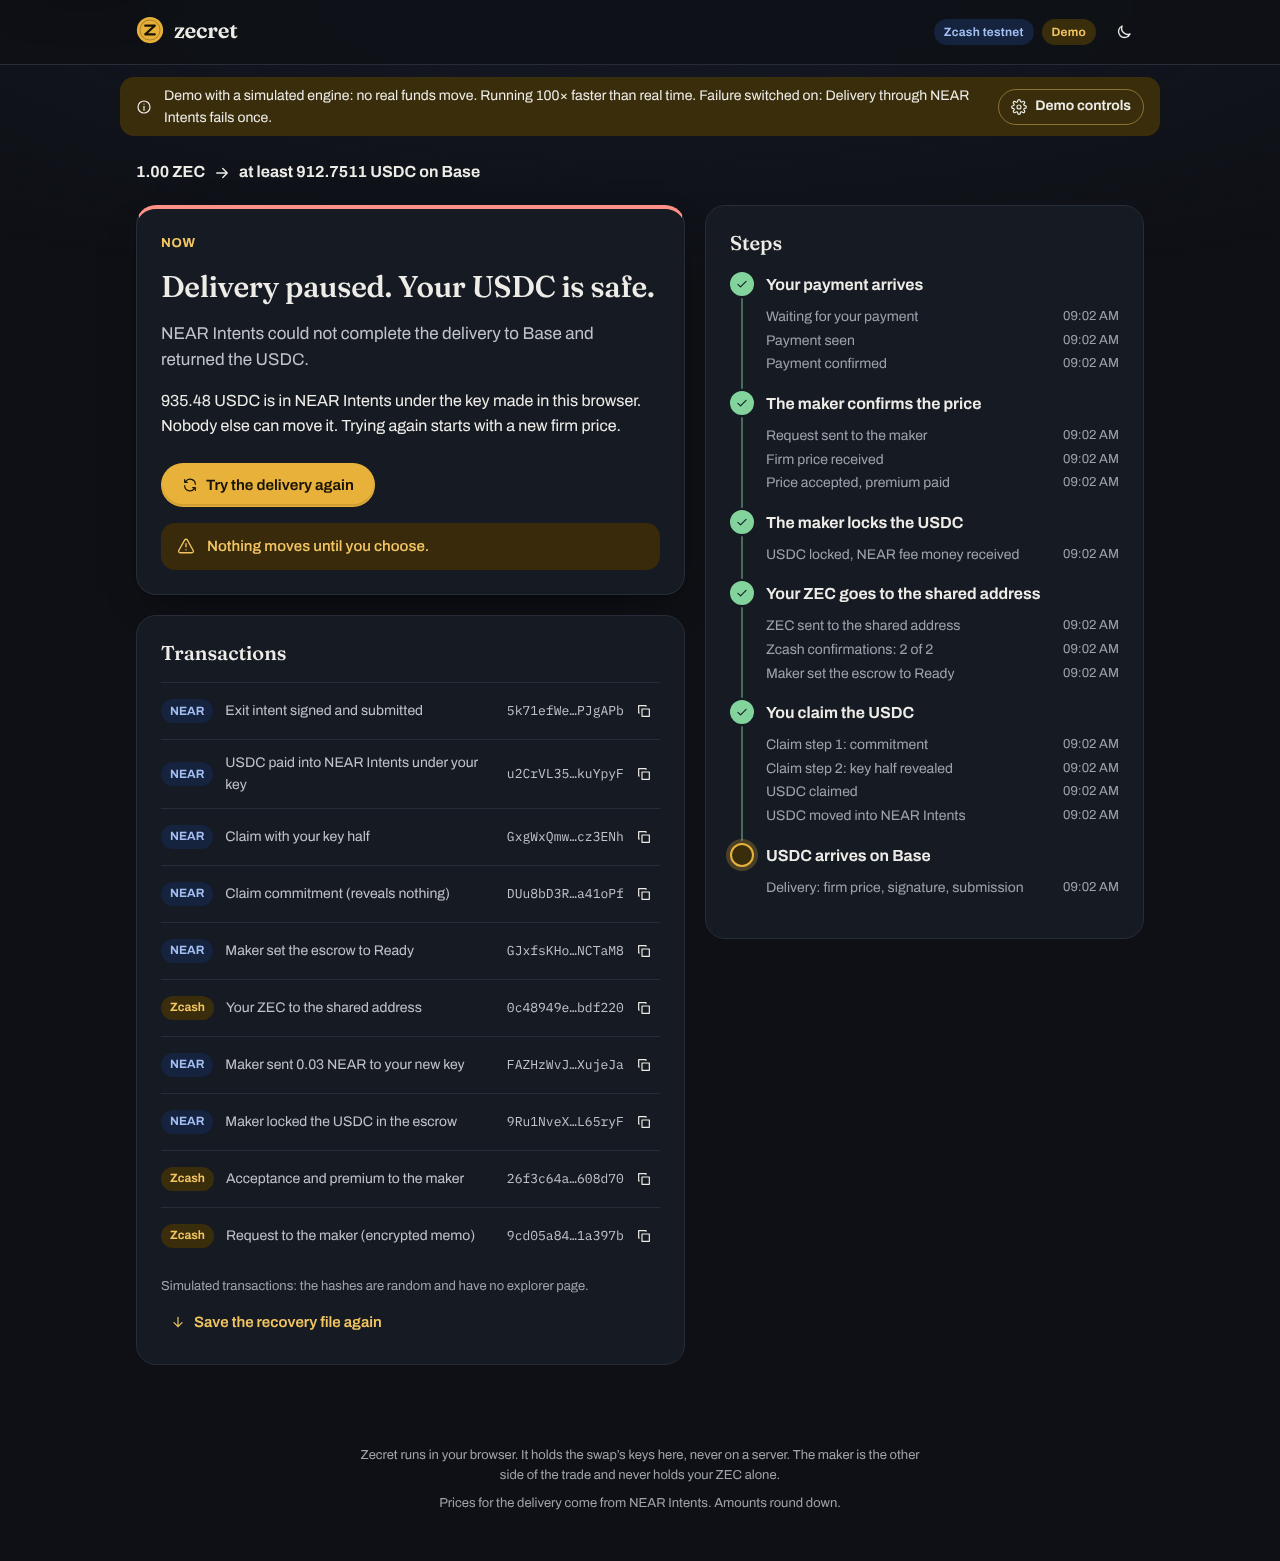 zecret
Zcash testnet
Demo
Demo with a simulated engine: no real funds move. Running 100× faster than real time. Failure switched on: Delivery through NEAR
Intents fails once.
Demo controls
1.00 ZEC → at least 912.7511 USDC on Base
NOW
Delivery paused. Your USDC is safe.
NEAR Intents could not complete the delivery to Base and
returned the USDC.
935.48 USDC is in NEAR Intents under the key made in this browser.
Nobody else can move it. Trying again starts with a new firm price.
Try the delivery again
Nothing moves until you choose.
Transactions
NEAR Exit intent signed and submitted 5k71efWe…PJgAPb
NEAR USDC paid into NEAR Intents under your
key u2CrVL35…kuYpyF
NEAR Claim with your key half GxgWxQmw…cz3ENh
NEAR Claim commitment (reveals nothing) DUu8bD3R…a41oPf
NEAR Maker set the escrow to Ready GJxfsKHo…NCTaM8
Zcash Your ZEC to the shared address 0c48949e…bdf220
NEAR Maker sent 0.03 NEAR to your new key FAZHzWvJ…XujeJa
NEAR Maker locked the USDC in the escrow 9Ru1NveX…L65ryF
Zcash Acceptance and premium to the maker 26f3c64a…608d70
Zcash Request to the maker (encrypted memo) 9cd05a84…1a397b
Simulated transactions: the hashes are random and have no explorer page.
Save the recovery file again
Steps
Your payment arrives
Waiting for your payment 09:02 AM
Payment seen 09:02 AM
Payment confirmed 09:02 AM
The maker confirms the price
Request sent to the maker 09:02 AM
Firm price received 09:02 AM
Price accepted, premium paid 09:02 AM
The maker locks the USDC
USDC locked, NEAR fee money received 09:02 AM
Your ZEC goes to the shared address
ZEC sent to the shared address 09:02 AM
Zcash confirmations: 2 of 2 09:02 AM
Maker set the escrow to Ready 09:02 AM
You claim the USDC
Claim step 1: commitment 09:02 AM
Claim step 2: key half revealed 09:02 AM
USDC claimed 09:02 AM
USDC moved into NEAR Intents 09:02 AM
USDC arrives on Base
Delivery: firm price, signature, submission 09:02 AM
Zecret runs in your browser. It holds the swap’s keys here, never on a server. The maker is the other
side of the trade and never holds your ZEC alone.
Prices for the delivery come from NEAR Intents. Amounts round down.